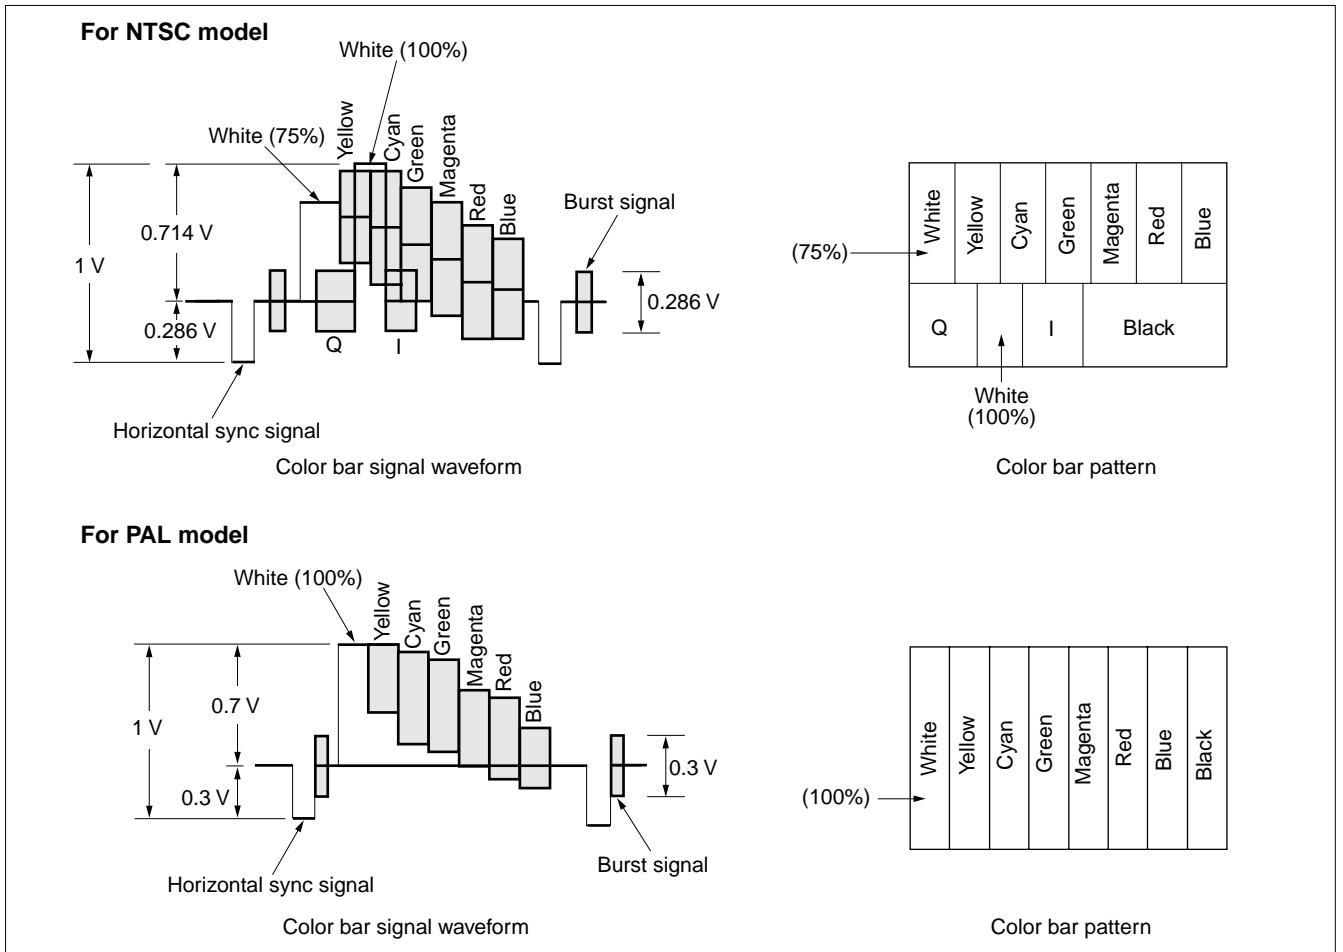 For NTSC model
White (100%)
White (75%)
Yellow
Cyan
Green
Magenta
Red
Blue
Burst signal
0.714 V
1 V
0.286 V
0.286 V
Q
I
Horizontal sync signal
Color bar signal waveform
(75%)
White
Yellow
Cyan
Green
Magenta
Red
Blue
Q
I
Black
White
(100%)
Color bar pattern
For PAL model
White (100%)
Yellow
Cyan
Green
Magenta
Red
Blue
0.7 V
1 V
0.3 V
0.3 V
Burst signal
Horizontal sync signal
Color bar signal waveform
(100%)
White
Yellow
Cyan
Green
Magenta
Red
Blue
Black
Color bar pattern